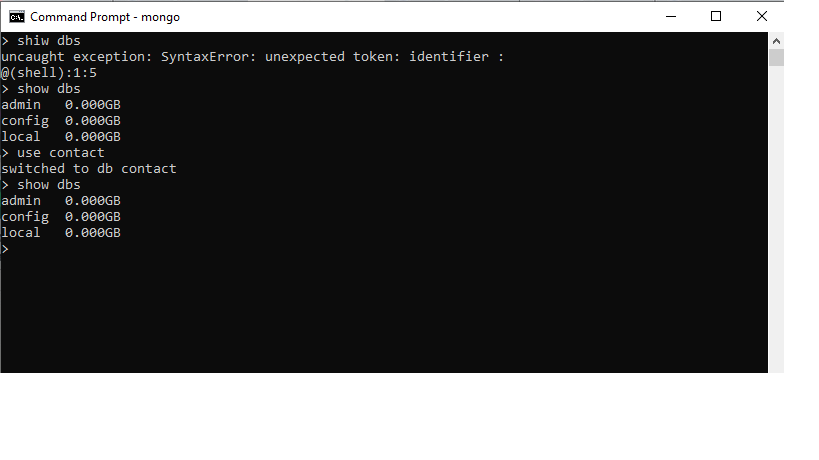 Command Prompt - mongo
> shiw dbs
uncaught exception: SyntaxError: unexpected token: identifier :
@(shell):1:5
> show dbs
admin   0.000GB
config  0.000GB
local   0.000GB
> use contact
switched to db contact
> show dbs
admin   0.000GB
config  0.000GB
local   0.000GB
>